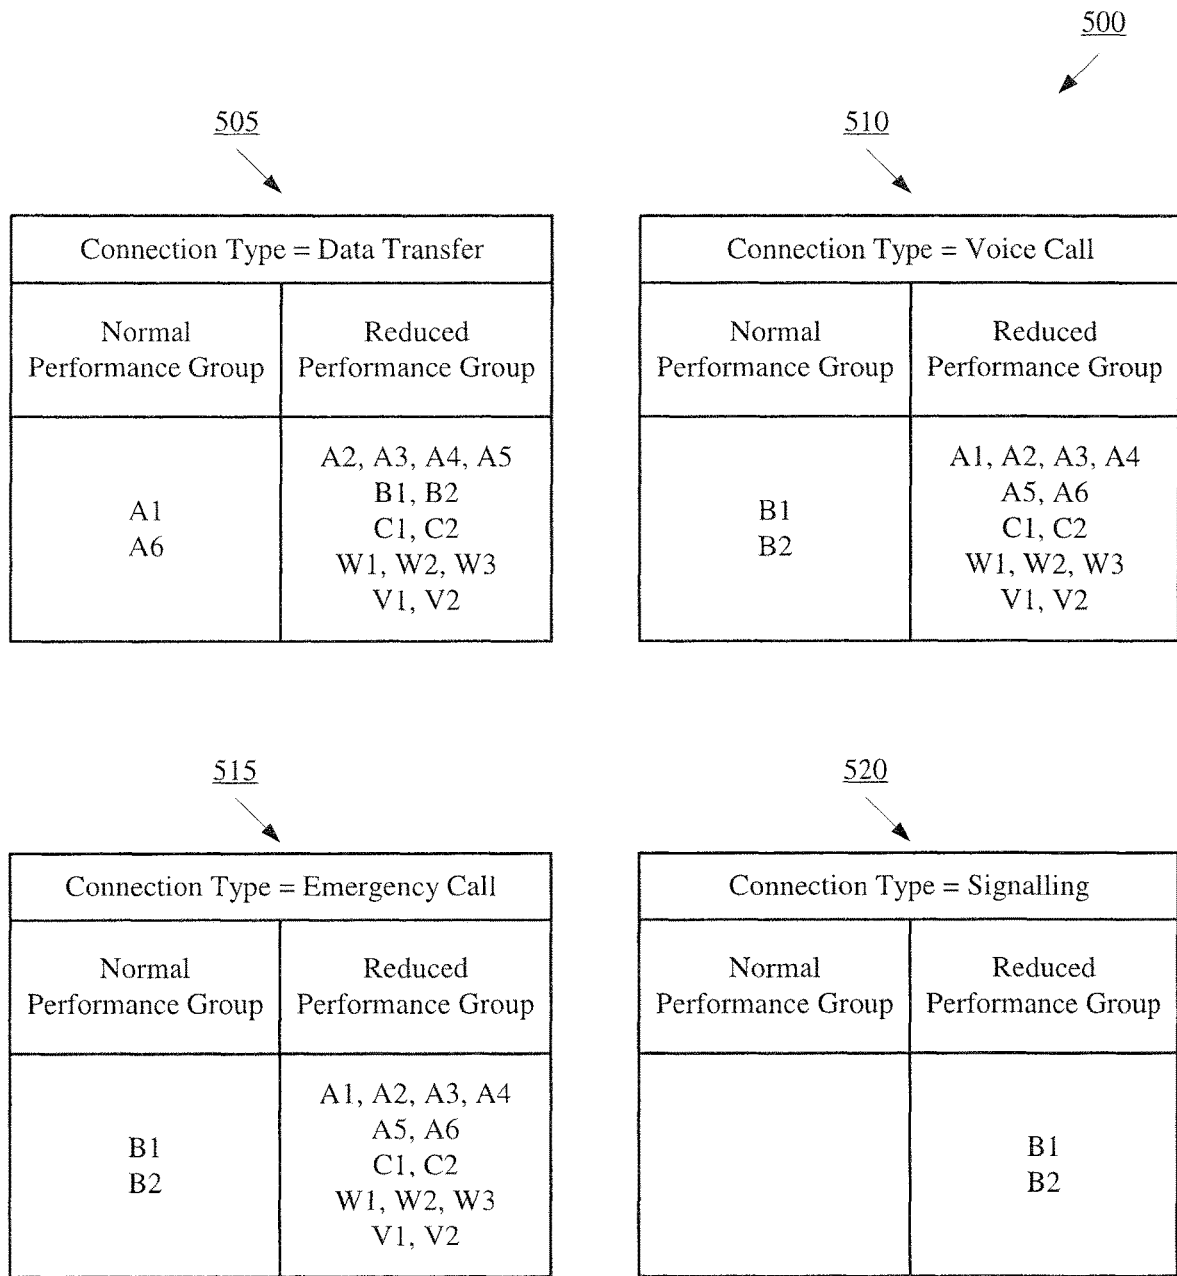 500
505
510
Connection Type = Data Transfer
Normal
Performance Group
Reduced
Performance Group
A1
A6
A2, A3, A4, A5
B1, B2
C1, C2
W1, W2, W3
V1, V2
Connection Type = Voice Call
Normal
Performance Group
Reduced
Performance Group
B1
B2
A1, A2, A3, A4
A5, A6
C1, C2
W1, W2, W3
V1, V2
515
520
Connection Type = Emergency Call
Normal
Performance Group
Reduced
Performance Group
B1
B2
A1, A2, A3, A4
A5, A6
C1, C2
W1, W2, W3
V1, V2
Connection Type = Signalling
Normal
Performance Group
Reduced
Performance Group
B1
B2